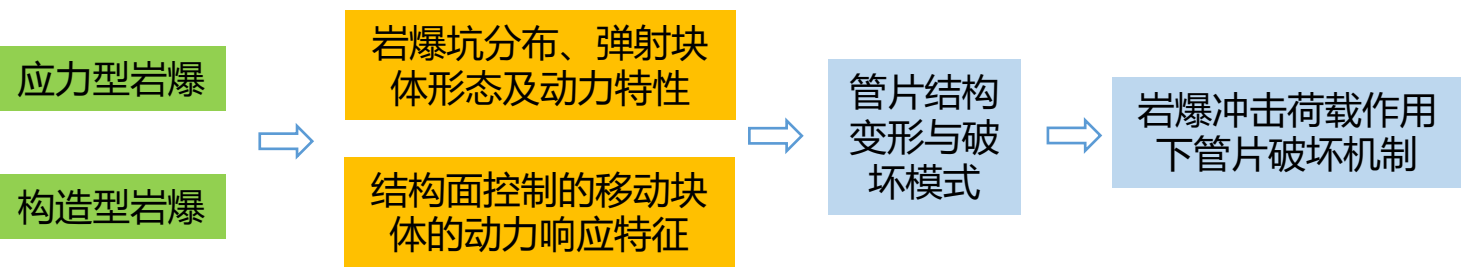 应力型岩爆
构造型岩爆
岩爆坑分布、弹射块
体形态及动力特性
结构面控制的移动块
体的动力响应特征
管片结构
变形与破
坏模式
岩爆冲击荷载作用
下管片破坏机制